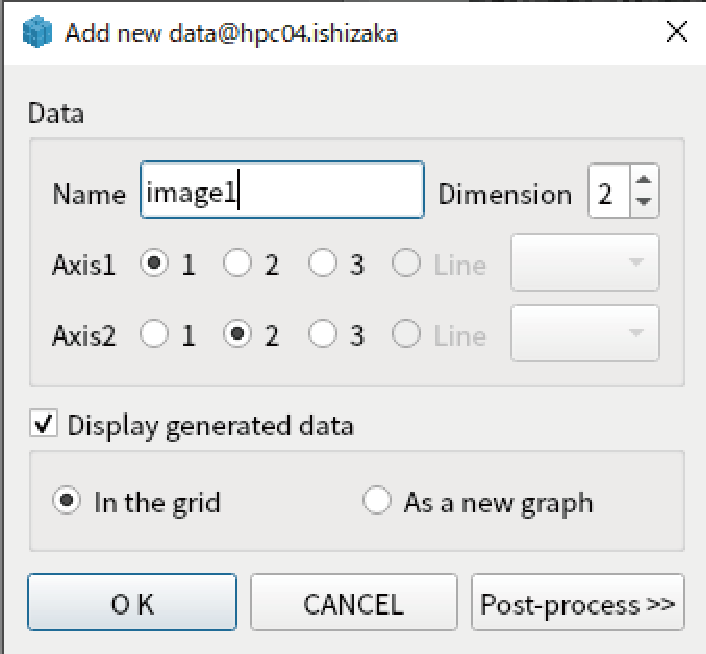 Add new data@hpc04.ishizaka
Data
Name image1 Dimension 2
Axis1 1 2 3 Line
Axis2 1 2 3 Line
Display generated data
In the grid As a new graph
O K CANCEL Post-process >>